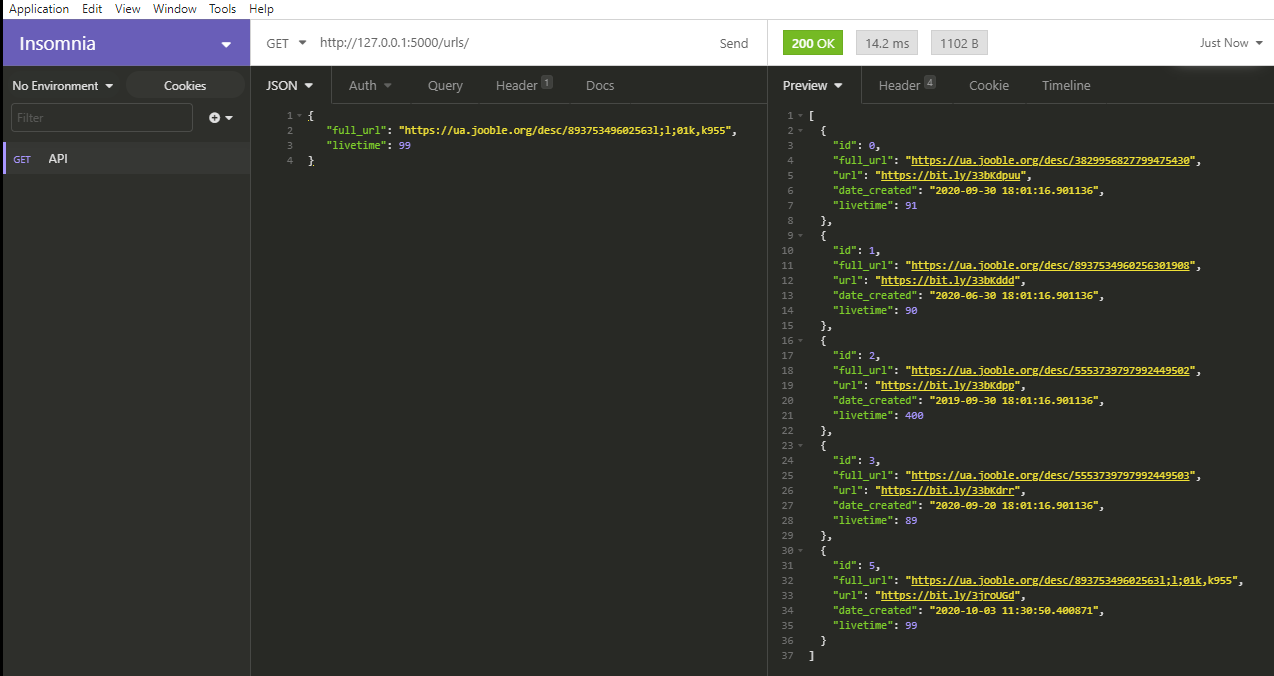 Application Edit View Window Tools Help
Insomnia
GET http://127.0.0.1:5000/urls/ Send
200 OK 14.2 ms 1102 B Just Now
No Environment Cookies
JSON Auth Query Header 1 Docs
Preview Header 4 Cookie Timeline
Filter
GET API
1 {
2 "full_url": "https://ua.jooble.org/desc/893753496025631;l;01k,k955",
3 "livetime": 99
4 }
1 [
2 {
3 "id": 0,
4 "full_url": "https://ua.jooble.org/desc/3829956827799475430",
5 "url": "https://bit.ly/33bKdpuu",
6 "date_created": "2020-09-30 18:01:16.901136",
7 "livetime": 91
8 },
9 {
10 "id": 1,
11 "full_url": "https://ua.jooble.org/desc/8937534960256301908",
12 "url": "https://bit.ly/33bKddd",
13 "date_created": "2020-06-30 18:01:16.901136",
14 "livetime": 90
15 },
16 {
17 "id": 2,
18 "full_url": "https://ua.jooble.org/desc/5553739797992449502",
19 "url": "https://bit.ly/33bKdpp",
20 "date_created": "2019-09-30 18:01:16.901136",
21 "livetime": 400
22 },
23 {
24 "id": 3,
25 "full_url": "https://ua.jooble.org/desc/5553739797992449503",
26 "url": "https://bit.ly/33bKdrr",
27 "date_created": "2020-09-20 18:01:16.901136",
28 "livetime": 89
29 },
30 {
31 "id": 5,
32 "full_url": "https://ua.jooble.org/desc/89375349602563l;l;01k,k955",
33 "url": "https://bit.ly/3jroUGd",
34 "date_created": "2020-10-03 11:30:50.400871",
35 "livetime": 99
36 }
37 ]